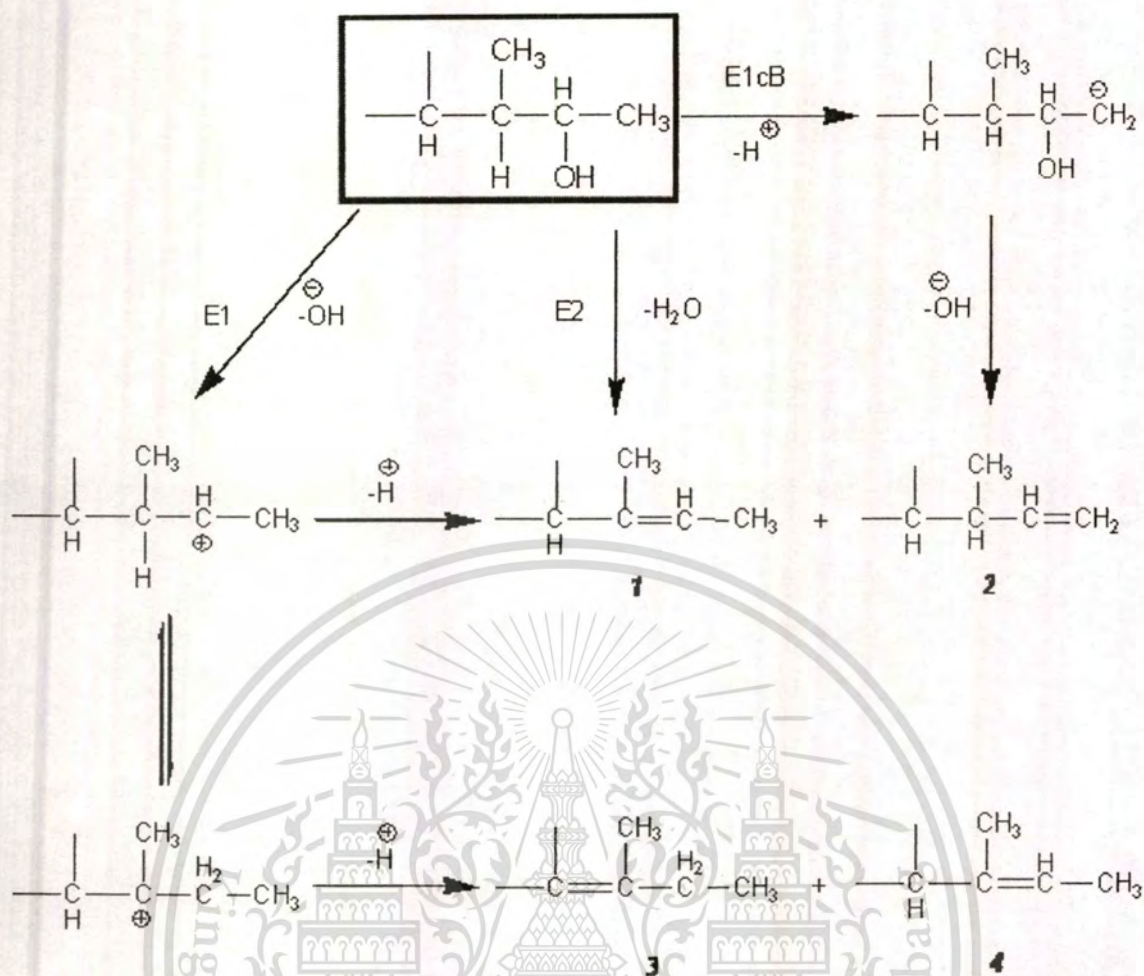 CH₃
H
—C—C—C—CH₃
H
H OH
E1cB
-H⊕
CH₃
H ⊖
—C—C—C—CH₂
H H
OH
E1
⊖
-OH
E2
-H₂O
⊖
-OH
CH₃
H
—C—C—C—CH₃
H ⊕
H
⊕
-H
CH₃
H
—C—C=C—CH₃
H
1
+
CH₃
H
—C—C—C=CH₂
H H
2
CH₃
H₂
—C—C—C—CH₃
H ⊕
⊕
-H
CH₃
H₂
—C=C—C—CH₃
3
+
CH₃
H
—C—C=C—CH₃
H
4